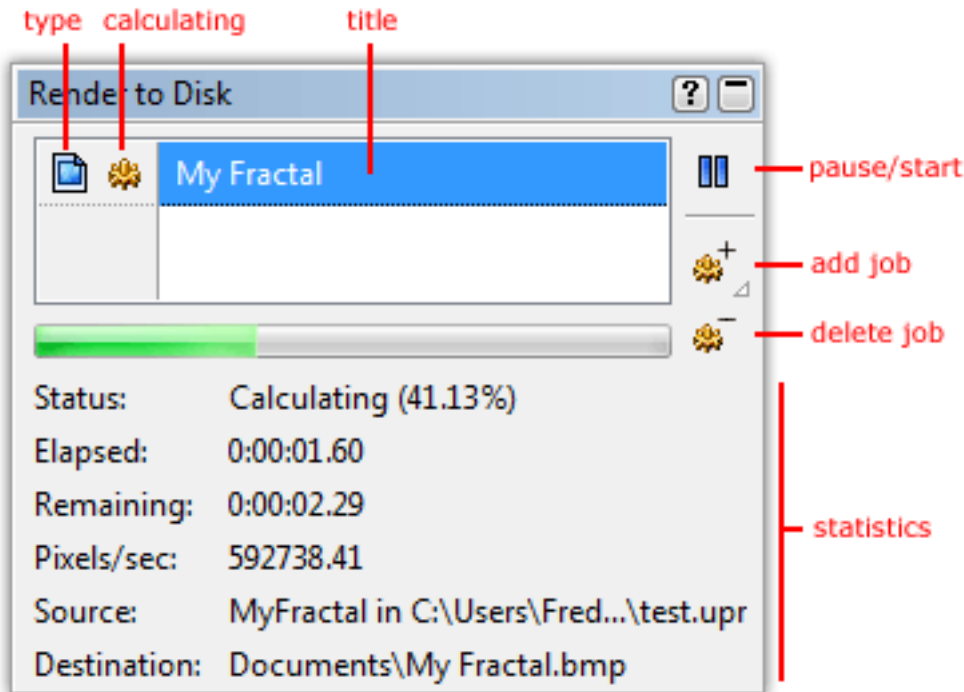 type calculating title
Render to Disk ?
My Fractal
pause/start
+
add job
delete job
Status: Calculating (41.13%)
Elapsed: 0:00:01.60
Remaining: 0:00:02.29
Pixels/sec: 592738.41
statistics
Source: MyFractal in C:\Users\Fred...\test.upr
Destination: Documents\My Fractal.bmp